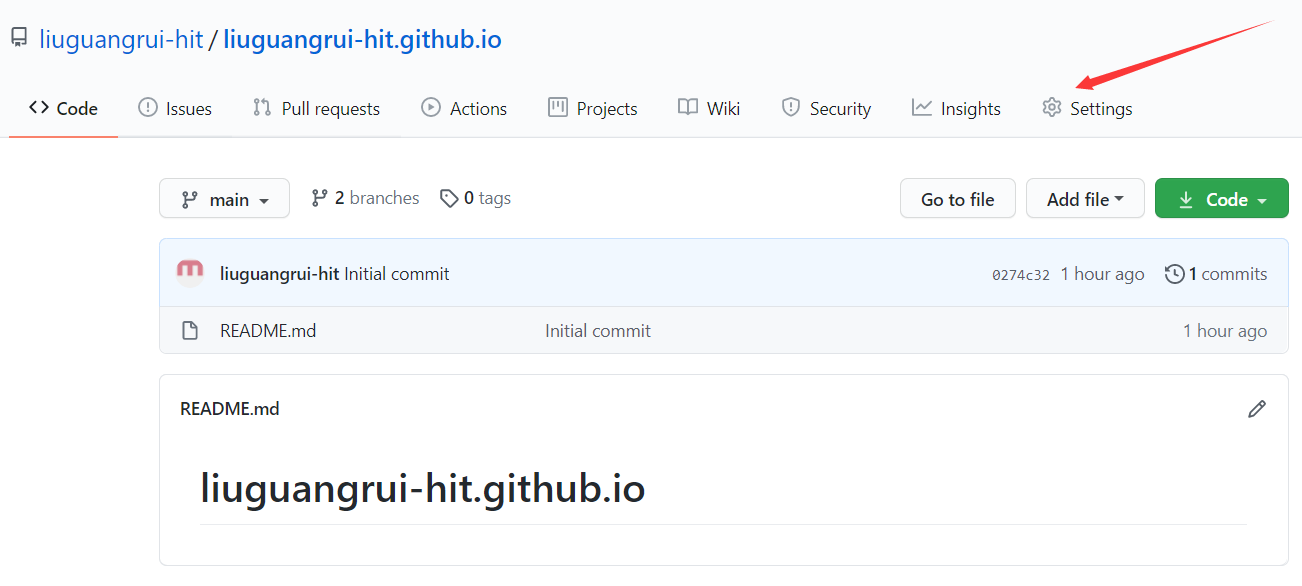 liuguangrui-hit / liuguangrui-hit.github.io
Code Issues Pull requests Actions Projects Wiki Security Insights Settings
main 2 branches 0 tags Go to file Add file Code
liuguangrui-hit Initial commit 0274c32 1 hour ago 1 commits
README.md Initial commit 1 hour ago
README.md
liuguangrui-hit.github.io